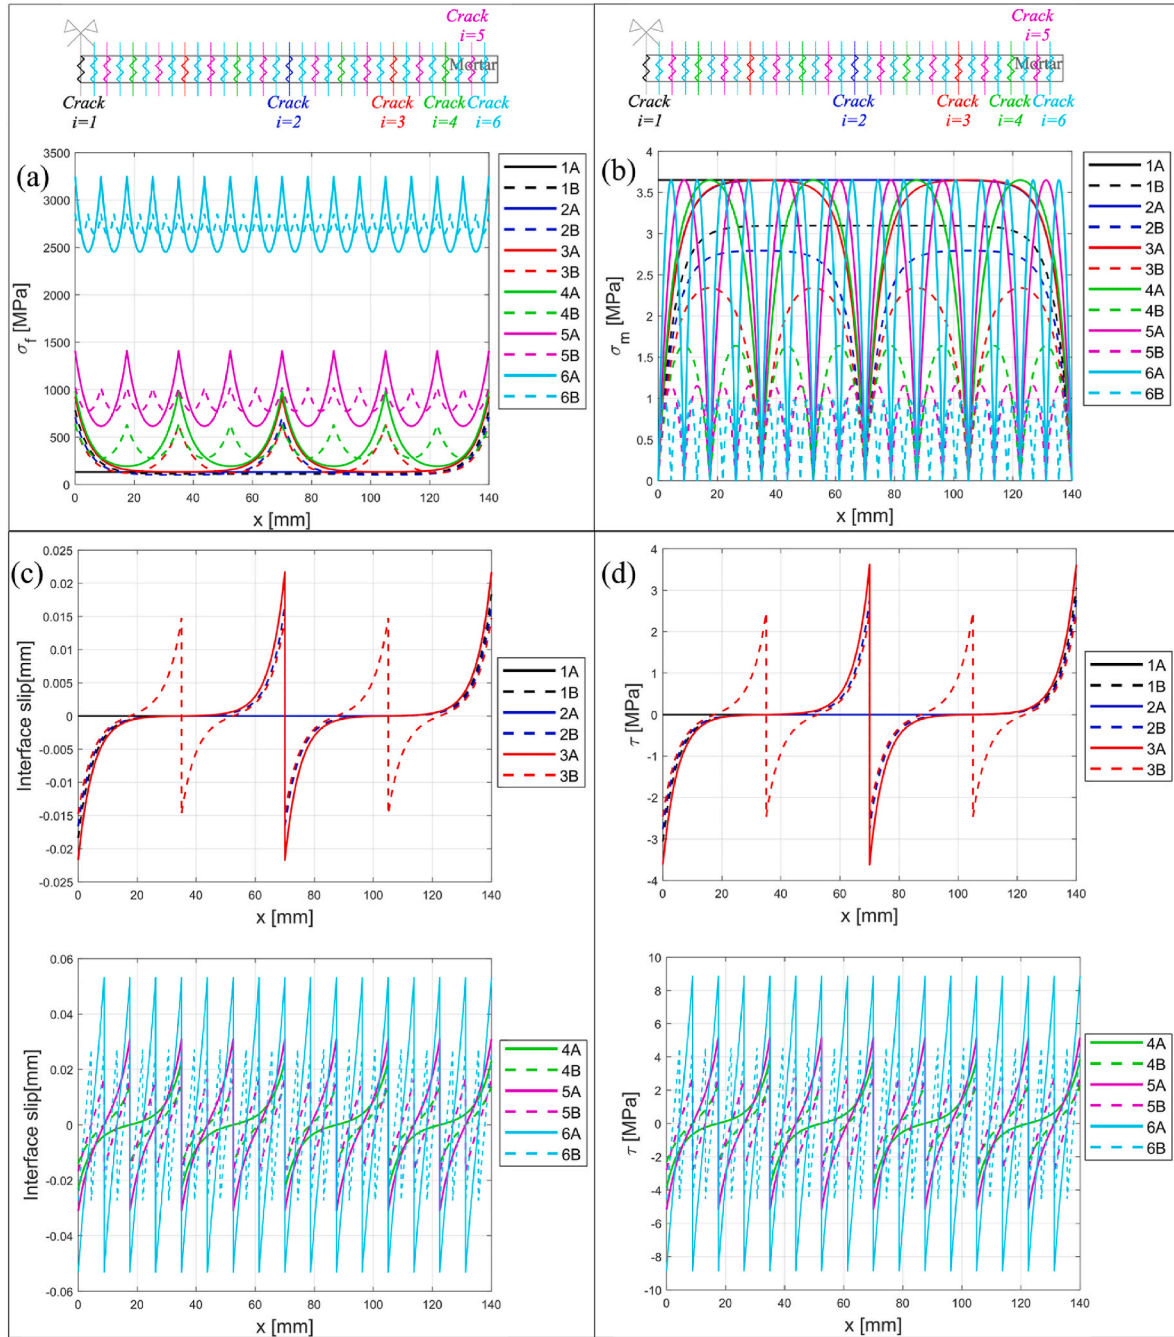 Crack
i=5
Mortar
Crack
i=1
Crack
i=2
Crack
i=3
Crack
i=4
Crack
i=6
(a)
3500
3000
2500
2000
1500
1000
500
0
σf [MPa]
0 20 40 60 80 100 120 140
x [mm]
1A
1B
2A
2B
3A
3B
4A
4B
5A
5B
6A
6B
Crack
i=5
Mortar
Crack
i=1
Crack
i=2
Crack
i=3
Crack
i=4
Crack
i=6
(b)
4
3.5
3
2.5
2
1.5
1
0.5
0
σm [MPa]
0 20 40 60 80 100 120 140
x [mm]
1A
1B
2A
2B
3A
3B
4A
4B
5A
5B
6A
6B
(c)
0.025
0.02
0.015
0.01
0.005
0
-0.005
-0.01
-0.015
-0.02
-0.025
Interface slip[mm]
0 20 40 60 80 100 120 140
x [mm]
1A
1B
2A
2B
3A
3B
(d)
4
3
2
1
0
-1
-2
-3
-4
τ [MPa]
0 20 40 60 80 100 120 140
x [mm]
1A
1B
2A
2B
3A
3B
0.06
0.04
0.02
0
-0.02
-0.04
-0.06
Interface slip[mm]
0 20 40 60 80 100 120 140
x [mm]
4A
4B
5A
5B
6A
6B
10
8
6
4
2
0
-2
-4
-6
-8
-10
τ [MPa]
0 20 40 60 80 100 120 140
x [mm]
4A
4B
5A
5B
6A
6B